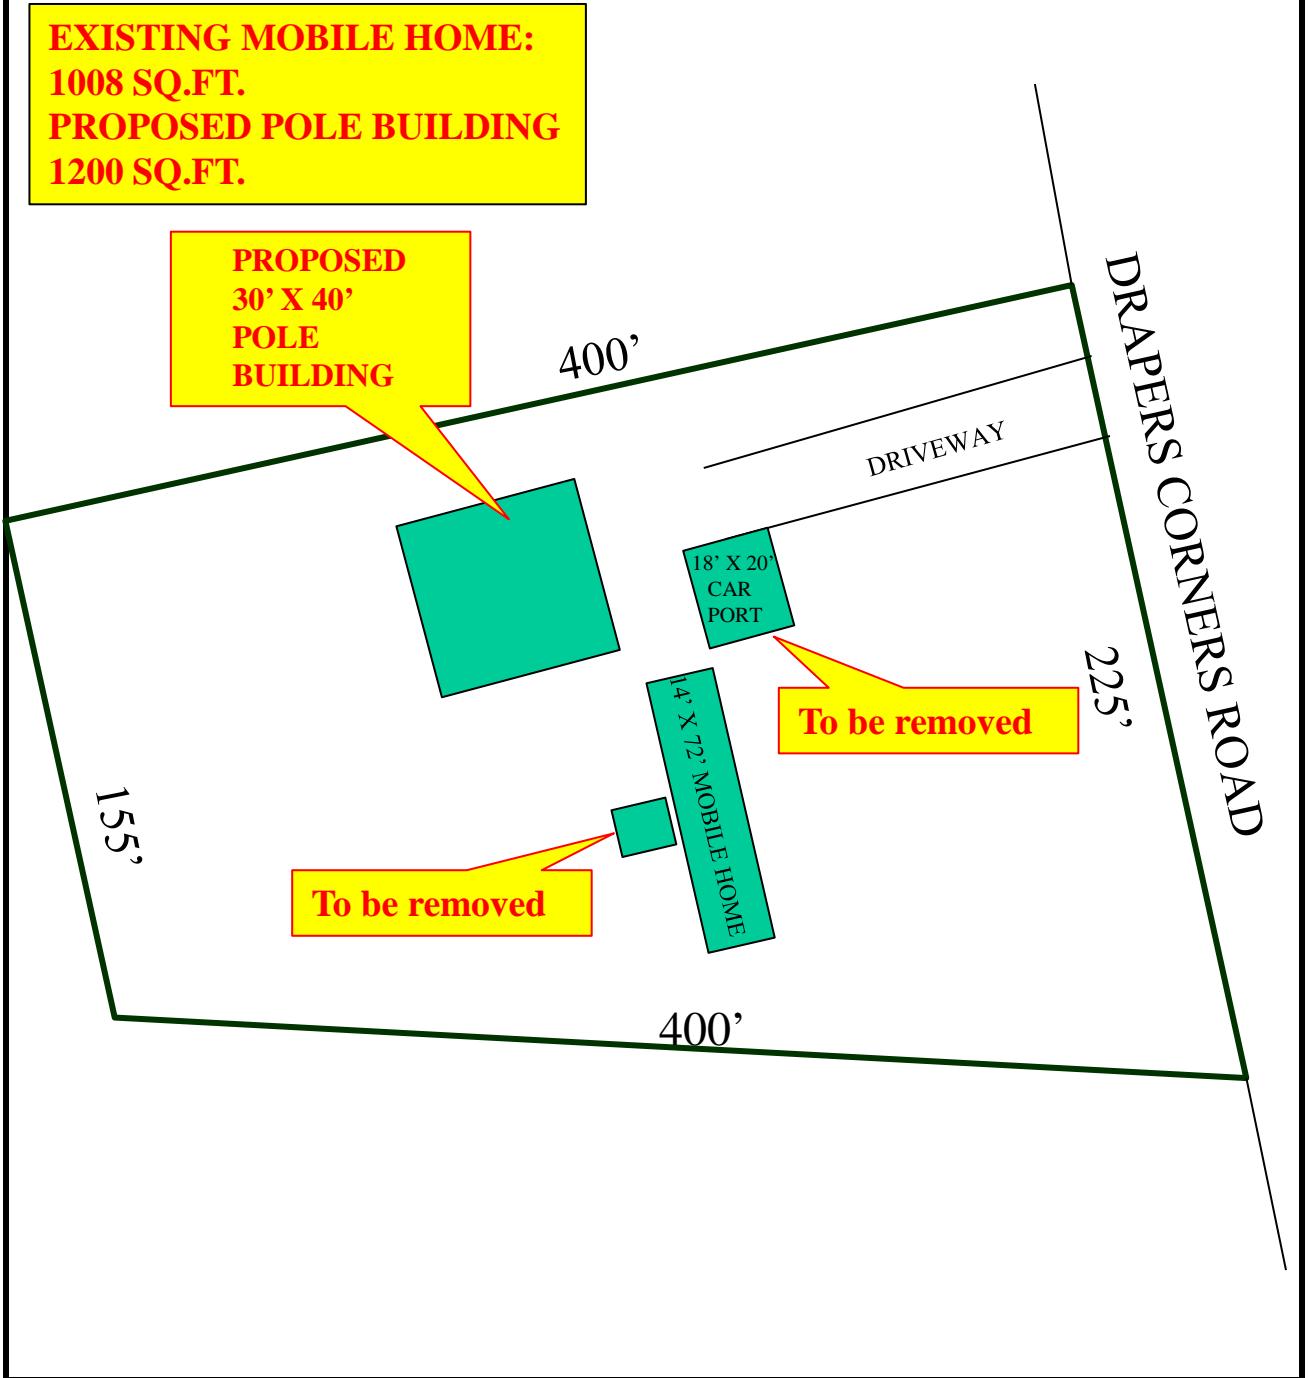 EXISTING MOBILE HOME:
1008 SQ.FT.
PROPOSED POLE BUILDING
1200 SQ.FT.
PROPOSED
30’ X 40’
POLE
BUILDING
400’
DRIVEWAY
DRAPERS CORNERS ROAD
18’ X 20’
CAR
PORT
225’
To be removed
14’ X 72’ MOBILE HOME
155’
To be removed
400’